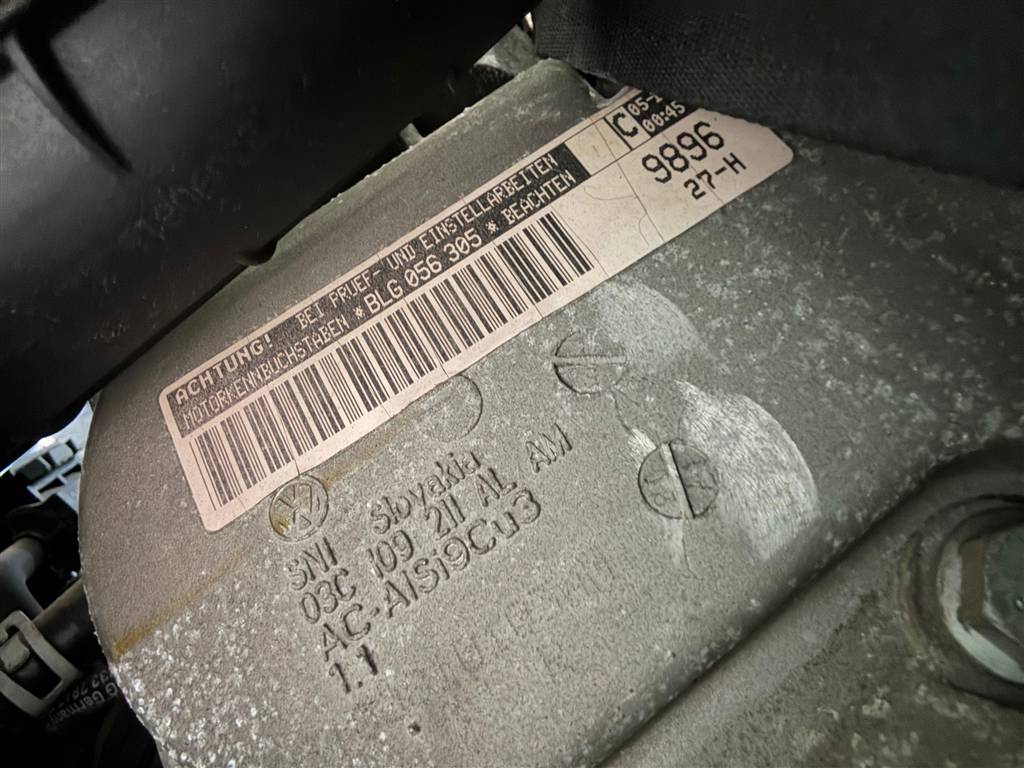 ACHTUNG! BEI PRUEF- UND EINSTELLARBEITEN
MOTORKENNBUCHSTABEN * BLG 056 305 * BEACHTEN
C
00:45
9896
27-H
SNI Slovakia
03C 109 211 AL AM
AC-AlSi9Cu3
1.1